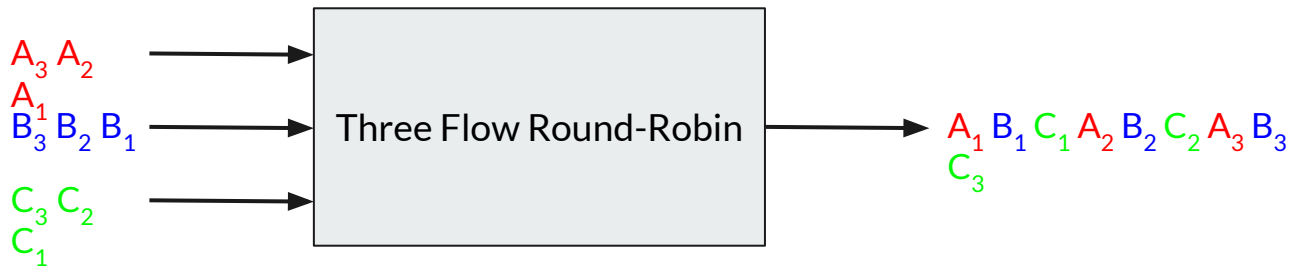 A₃ A₂
A₁
B₃ B₂ B₁
C₃ C₂
C₁
Three Flow Round-Robin
A₁ B₁ C₁ A₂ B₂ C₂ A₃ B₃
C₃